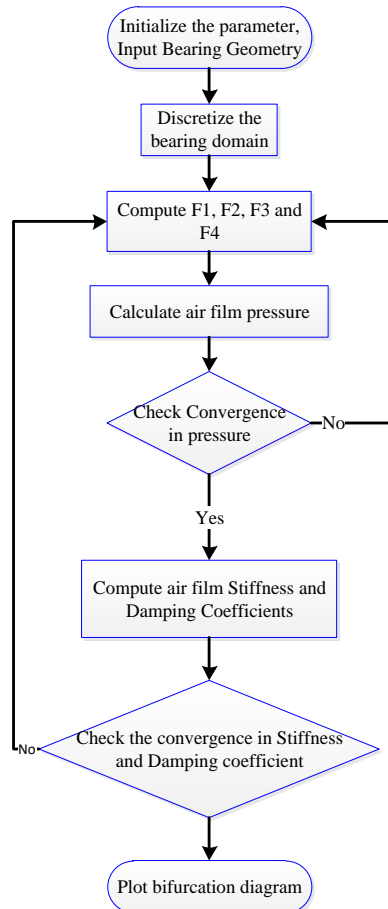 Initialize the parameter,
Input Bearing Geometry
Discretize the
bearing domain
Compute F1, F2, F3 and
F4
Calculate air film pressure
Check Convergence
in pressure
No
Yes
Compute air film Stiffness and
Damping Coefficients
Check the convergence in Stiffness
and Damping coefficient
No
Plot bifurcation diagram